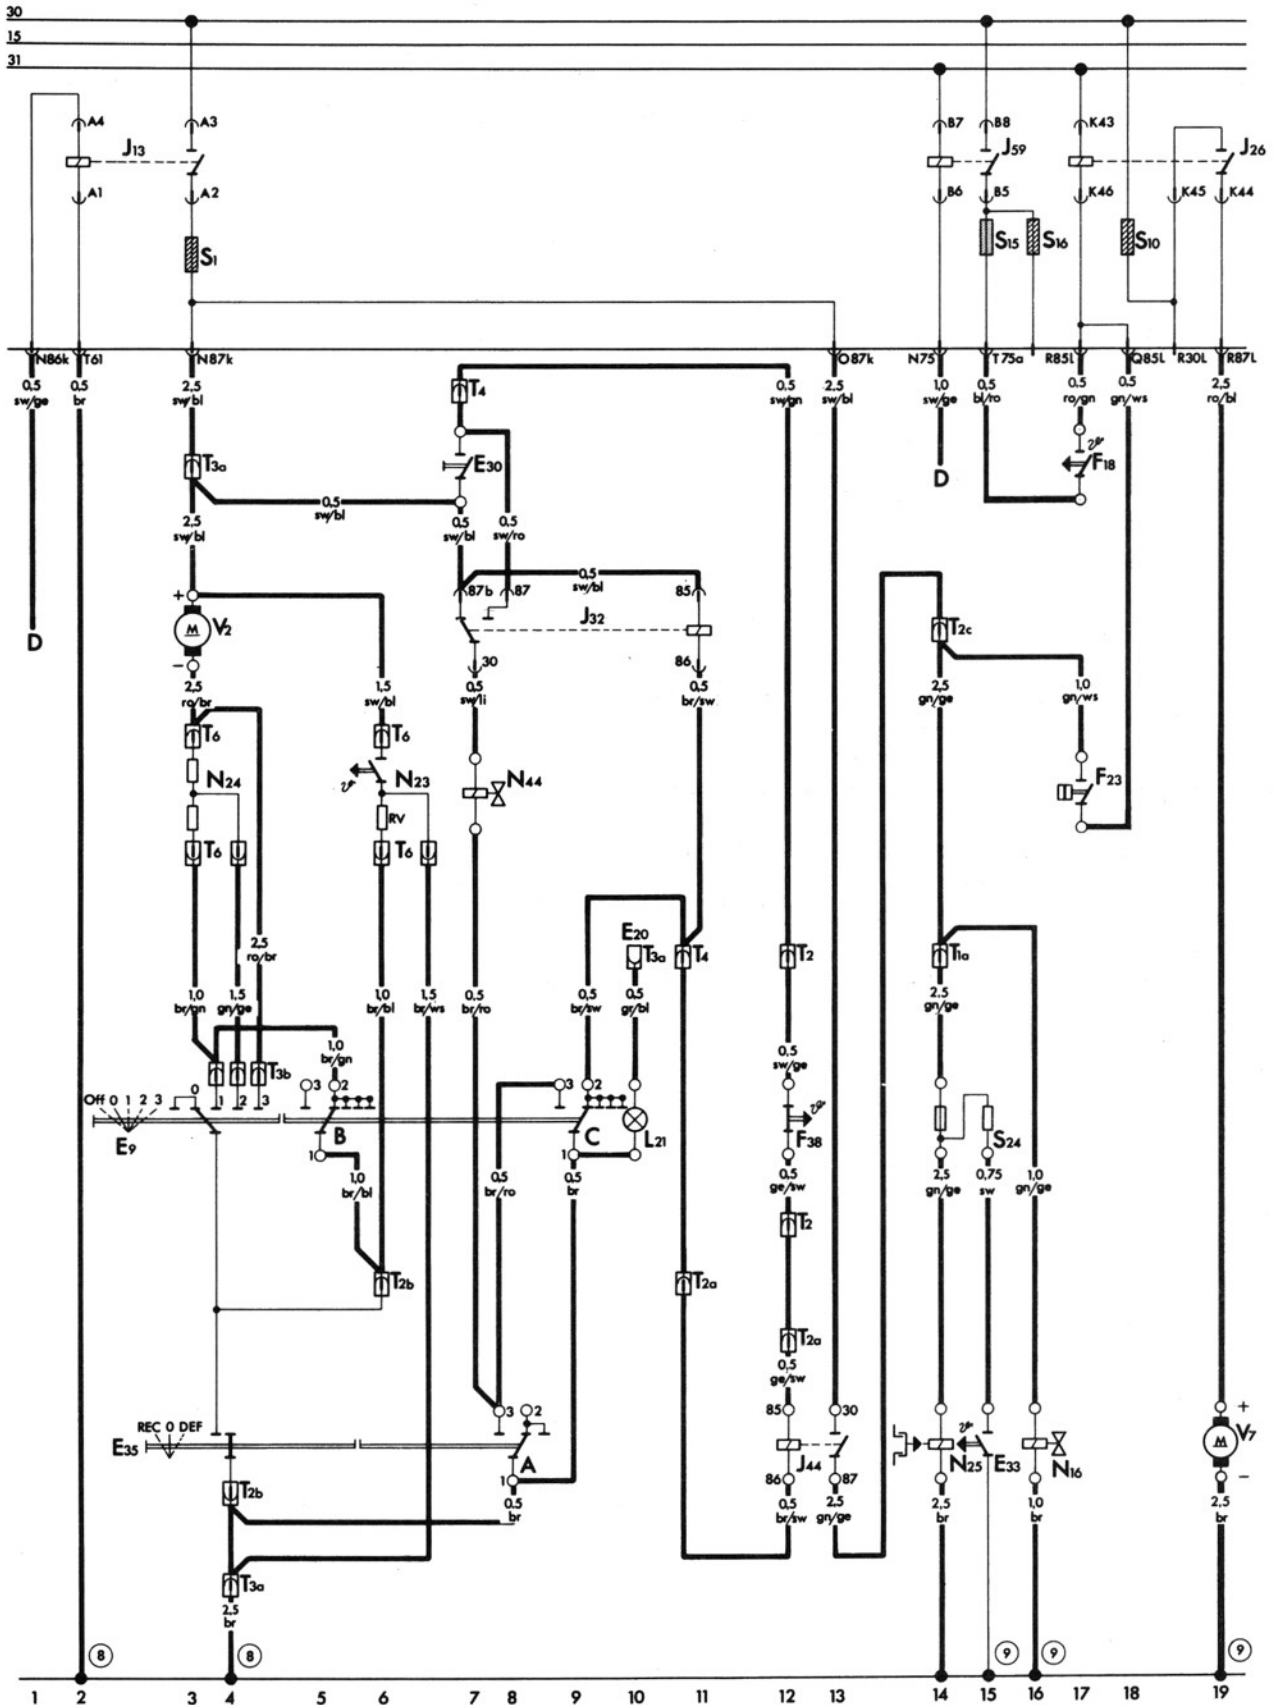 30
15
31
A4 A3 B7 B8 K43
J13 J59 J26
A1 A2 B6 B5 K46 K45 K44
S1 S15 S16 S10
N86k T61 N87k O87k N75 T75a R85L Q85L R30L R87L
0,5 sw/ge
0,5 br
2,5 sw/bl
T4
0,5 sw/gn
2,5 sw/bl
1,0 sw/ge
0,5 bl/ro
0,5 ro/gn
0,5 gn/ws
2,5 ro/bl
T3a E30 D F18
0,5 sw/bl
2,5 sw/bl
0,5 sw/bl
0,5 sw/ro
87b 87
0,5 sw/bl
85
+
D V2 J32 T2c
−
30 86
2,5 ro/br
1,5 sw/bl
0,5 sw/li
0,5 br/sw
2,5 gn/ge
1,0 gn/ws
T6 T6
N24 N23 N44 F23
RV
T6 T6
E20
2,5 ro/br
T3a T4 T2 T1a
1,0 br/gn
1,5 gn/ge
1,0 br/bl
1,5 br/ws
0,5 br/ro
0,5 br/sw
0,5 gr/bl
2,5 gn/ge
1,0 br/gn
0,5 sw/ge
T3b 3 2 3 2
Off 0 1 2 3
0 1 2 3
E9 B C L21 F38 S24
1 1
1,0 br/bl
0,5 br/ro
0,5 br
0,5 ge/sw
2,5 gn/ge
0,75 sw
1,0 gn/ge
T2
T2b T2a
T2a
0,5 ge/sw
3 2 85 30 +
REC 0 DEF
E35 A J44 N25 E33 N16 V7
1 86 87 −
T2b
0,5 br
0,5 br/sw
2,5 gn/ge
2,5 br
1,0 br
2,5 br
T3a
2,5 br
8 8 9 9 9
1 2 3 4 5 6 7 8 9 10 11 12 13 14 15 16 17 18 19